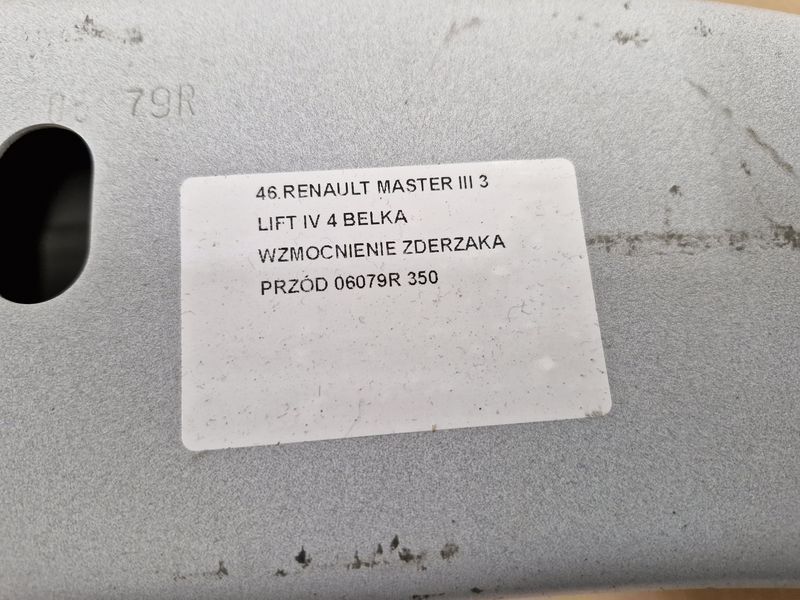 79R
46.RENAULT MASTER III 3
LIFT IV 4 BELKA
WZMOCNIENIE ZDERZAKA
PRZÓD 06079R 350